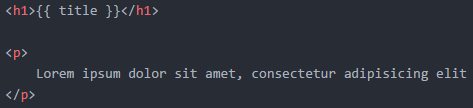 <h1>{{ title }}</h1>
<p>
Lorem ipsum dolor sit amet, consectetur adipisicing elit
</p>